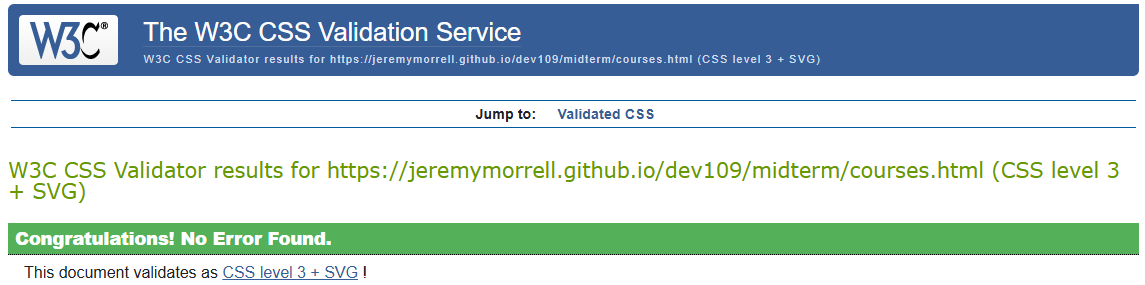 W3C®
The W3C CSS Validation Service
W3C CSS Validator results for https://jeremymorrell.github.io/dev109/midterm/courses.html (CSS level 3 + SVG)
Jump to: Validated CSS
W3C CSS Validator results for https://jeremymorrell.github.io/dev109/midterm/courses.html (CSS level 3
+ SVG)
Congratulations! No Error Found.
This document validates as CSS level 3 + SVG !